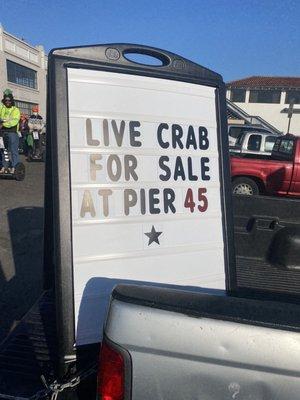 LIVE CRAB
FOR SALE
AT PIER 45